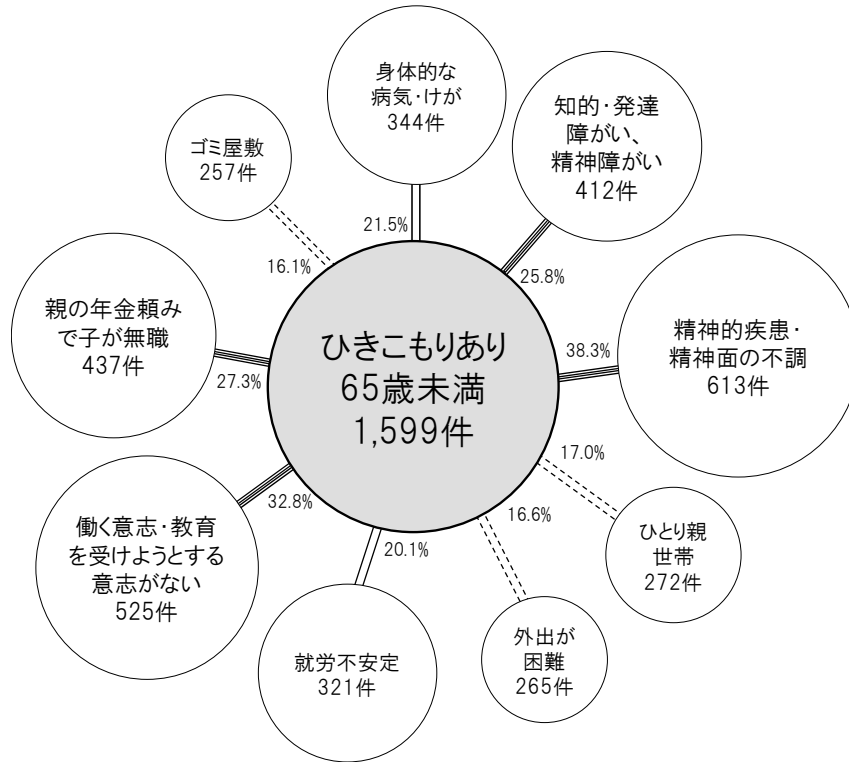 身体的な
病気・けが
344件
21.5%
知的・発達
障がい、
精神障がい
412件
25.8%
精神的疾患・
精神面の不調
613件
38.3%
ひとり親
世帯
272件
17.0%
外出が
困難
265件
16.6%
就労不安定
321件
20.1%
働く意志・教育
を受けようとする
意志がない
525件
32.8%
親の年金頼み
で子が無職
437件
27.3%
ゴミ屋敷
257件
16.1%
ひきこもりあり
65歳未満
1,599件